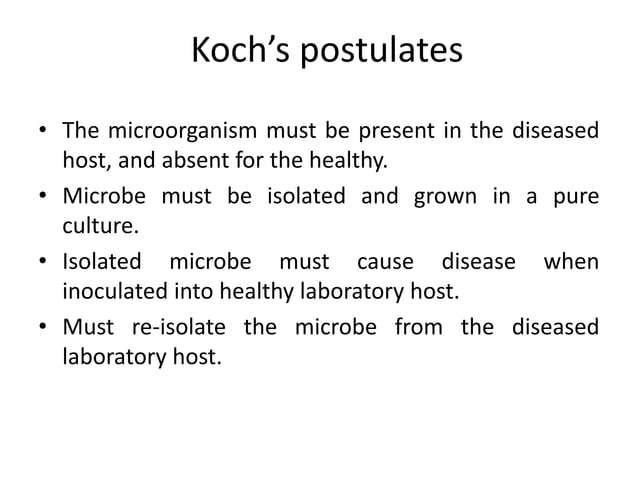 Koch’s postulates
• The microorganism must be present in the diseased
host, and absent for the healthy.
• Microbe must be isolated and grown in a pure
culture.
• Isolated microbe must cause disease when
inoculated into healthy laboratory host.
• Must re-isolate the microbe from the diseased
laboratory host.